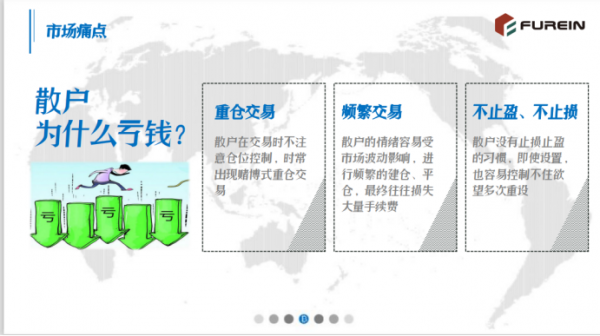 市场痛点
FUREIN
散户
为什么亏钱?
亏
亏
亏
亏
亏
重仓交易
散户在交易时不注
意仓位控制，时常
出现赌博式重仓交
易
频繁交易
散户的情绪容易受
市场波动影响，进
行频繁的建仓、平
仓，最终往往损失
大量手续费
不止盈、不止损
散户没有止损止盈
的习惯，即使设置，
也容易控制不住欲
望多次重设